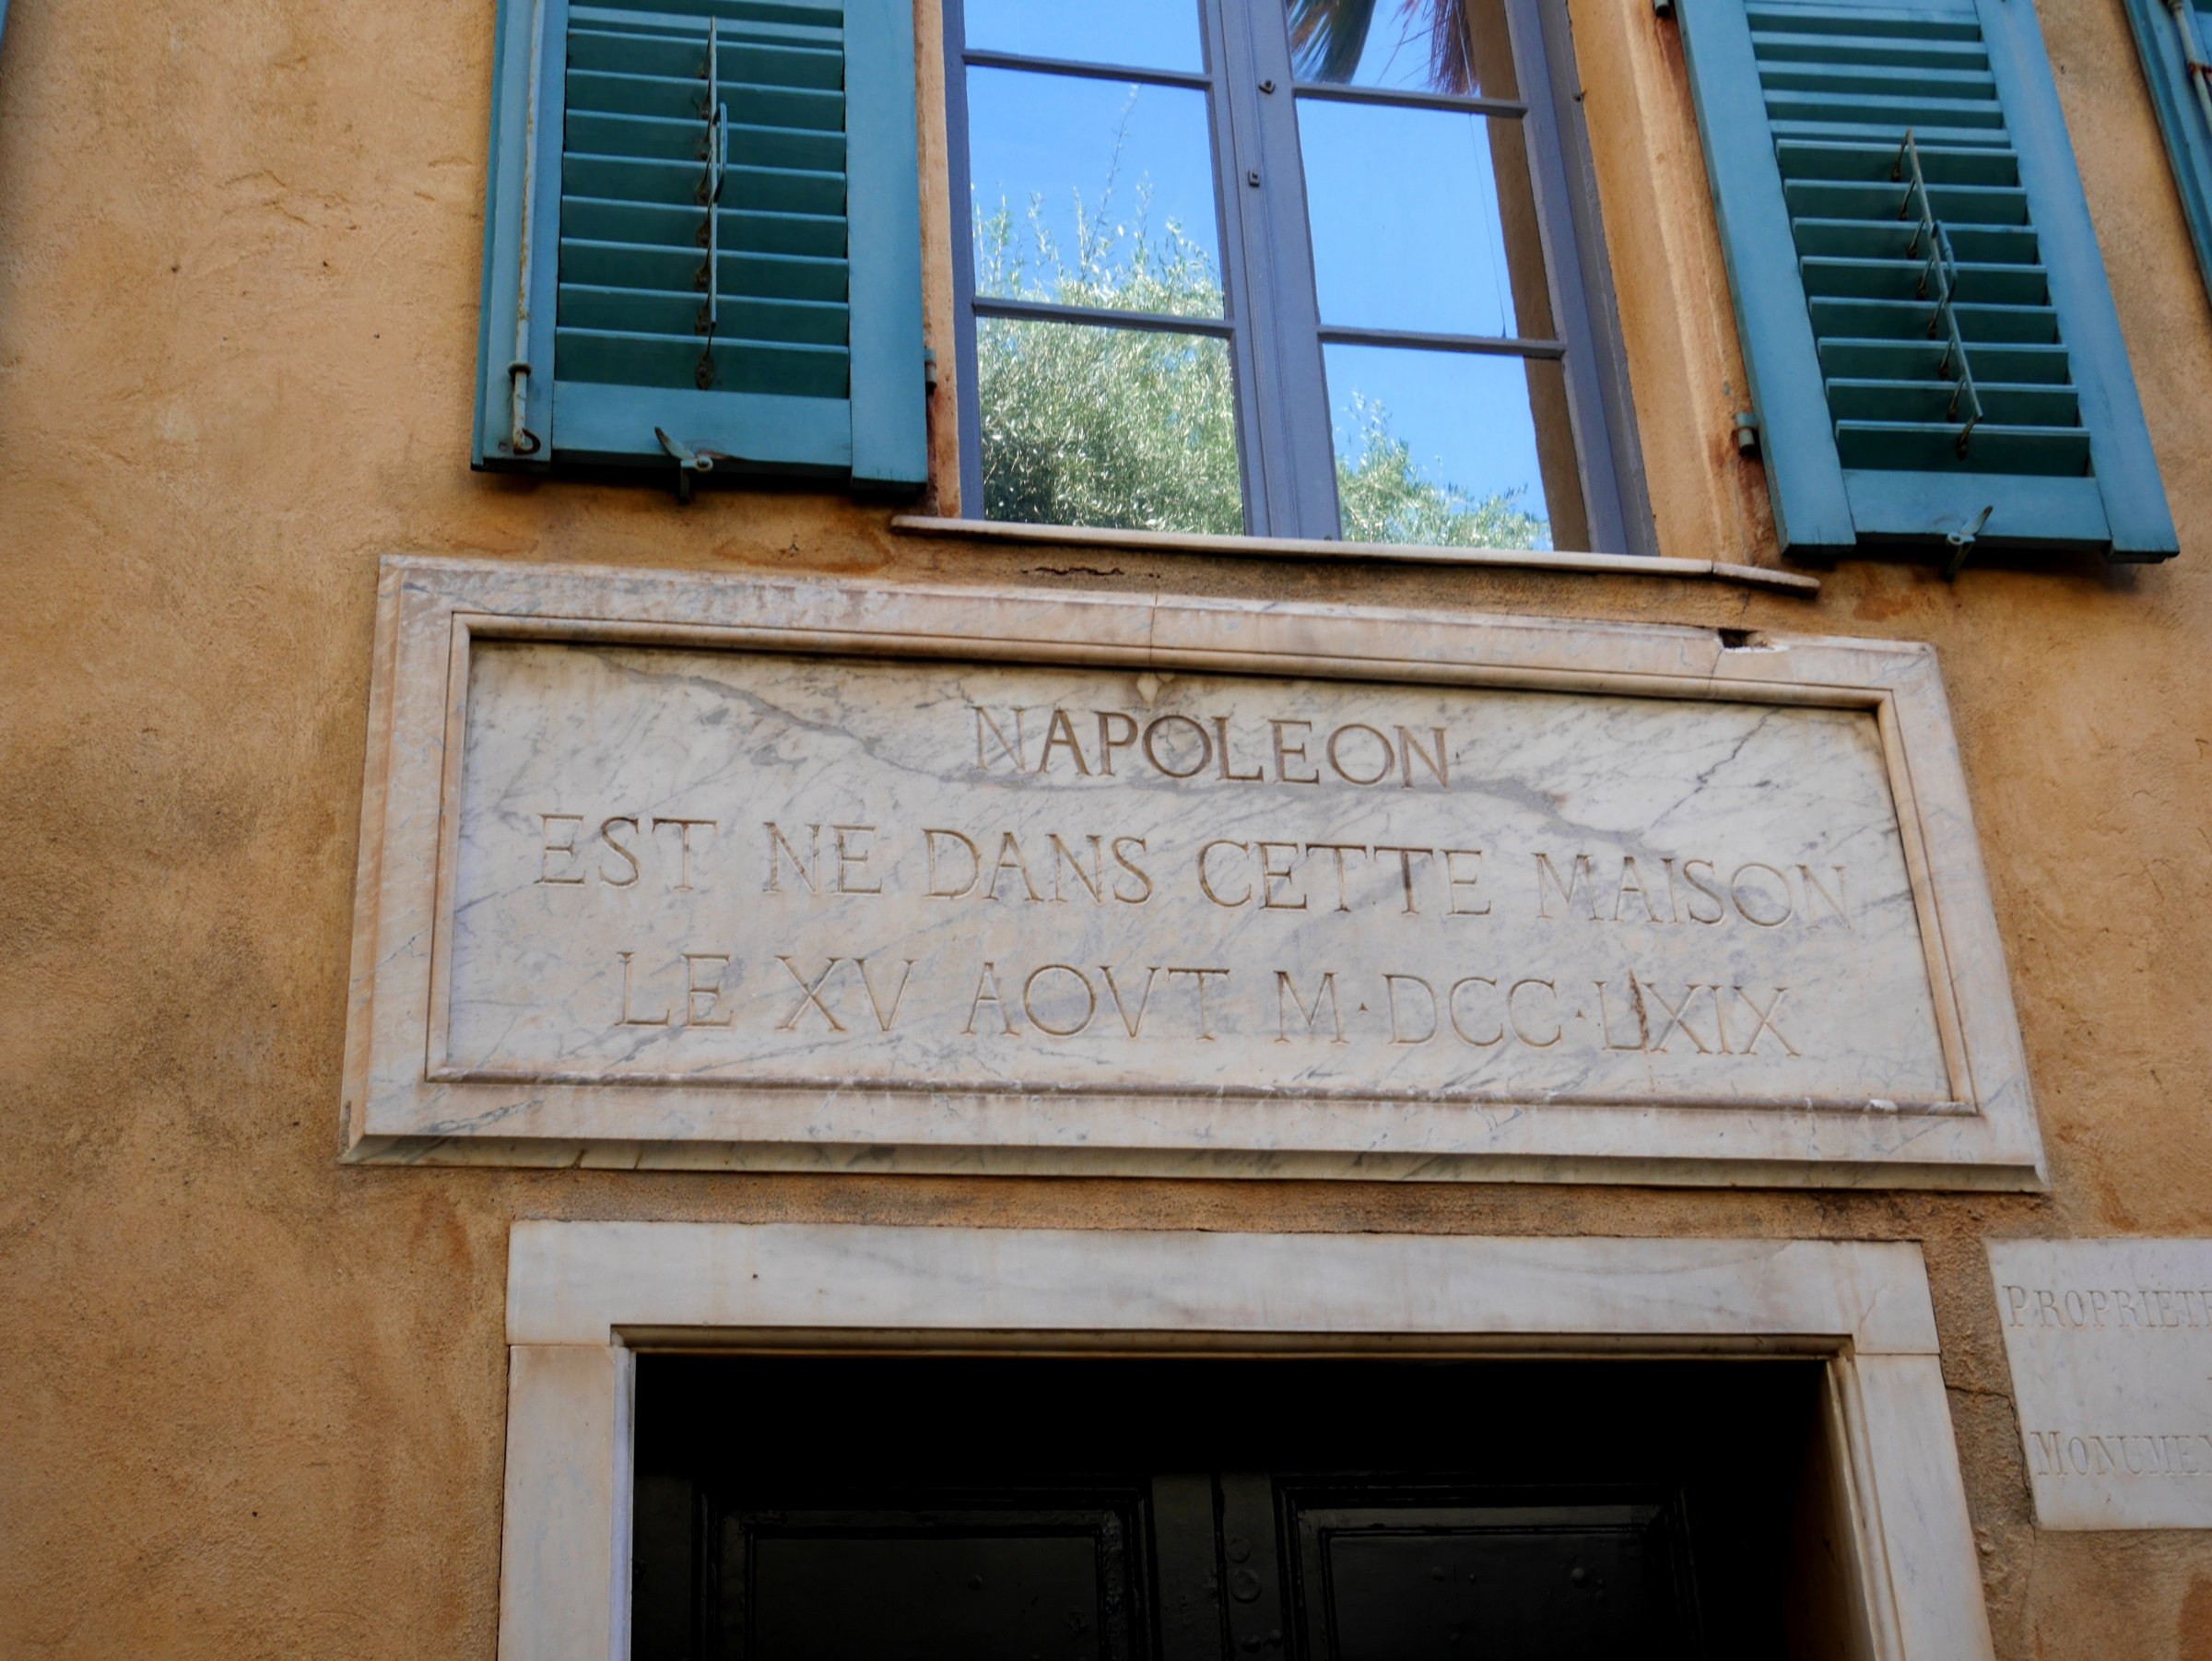 NAPOLEON
EST NE DANS CETTE MAISON
LE XV AOVT M·DCC·LXIX